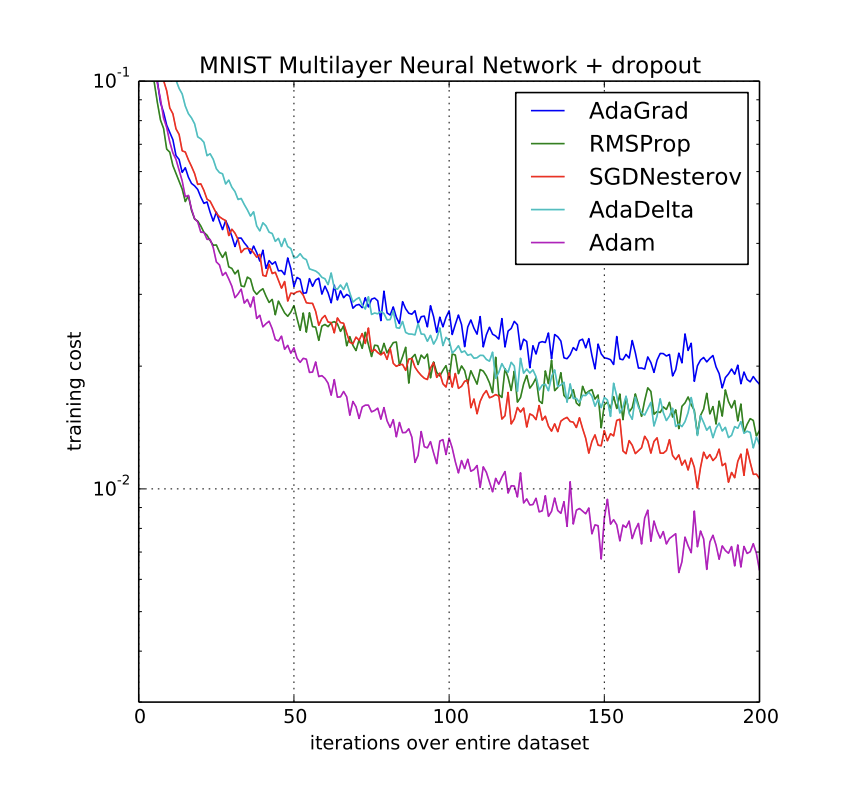 MNIST Multilayer Neural Network + dropout
10-1
AdaGrad
RMSProp
SGDNesterov
AdaDelta
Adam
training cost
10-2
0 50 100 150 200
iterations over entire dataset